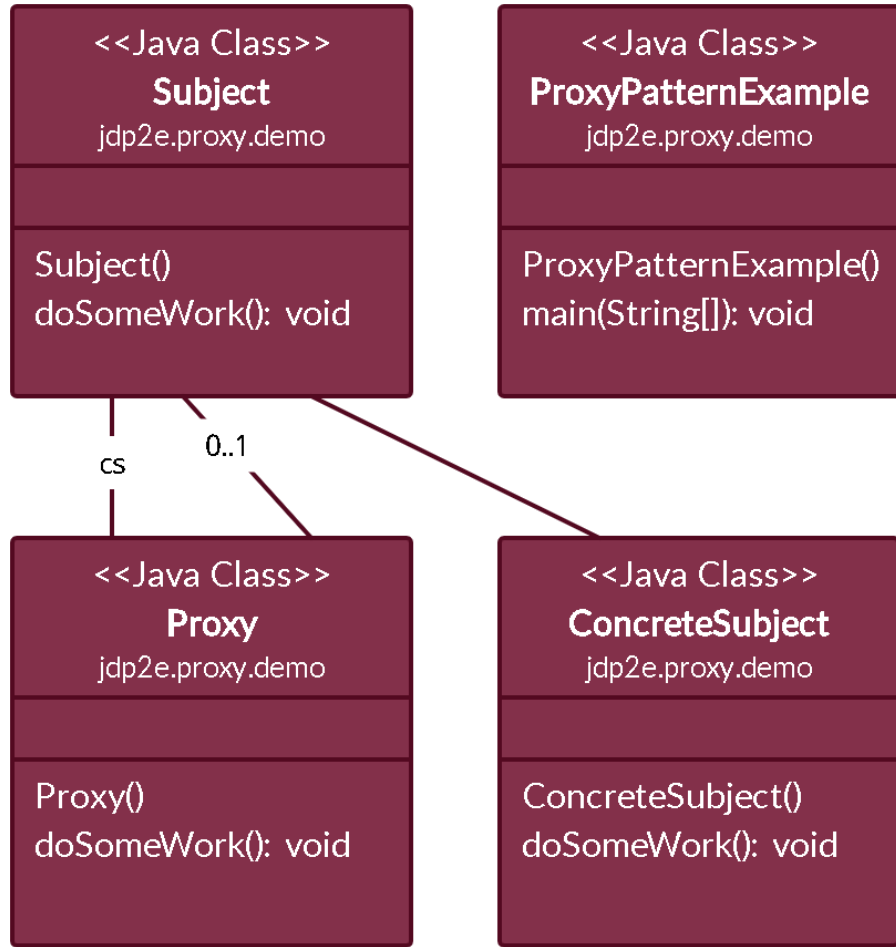 <<Java Class>>
Subject
jdp2e.proxy.demo
Subject()
doSomeWork(): void
<<Java Class>>
ProxyPatternExample
jdp2e.proxy.demo
ProxyPatternExample()
main(String[]): void
cs
0..1
<<Java Class>>
Proxy
jdp2e.proxy.demo
Proxy()
doSomeWork(): void
<<Java Class>>
ConcreteSubject
jdp2e.proxy.demo
ConcreteSubject()
doSomeWork(): void